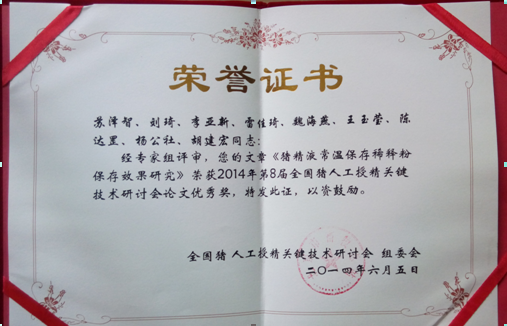 荣誉证书
苏泽智、刘琦、李亚新、雷佳琦、魏海燕、王玉莹、陈
达罡、杨公社、胡建宏同志:
经专家组评审,您的文章《猪精液常温保存稀释粉
保存效果研究》荣获2014年第8届全国猪人工授精关键
技术研讨会论文优秀奖,特发此证,以资鼓励。
全国猪人工授精关键技术研讨会 组委会
二〇一四年六月五日